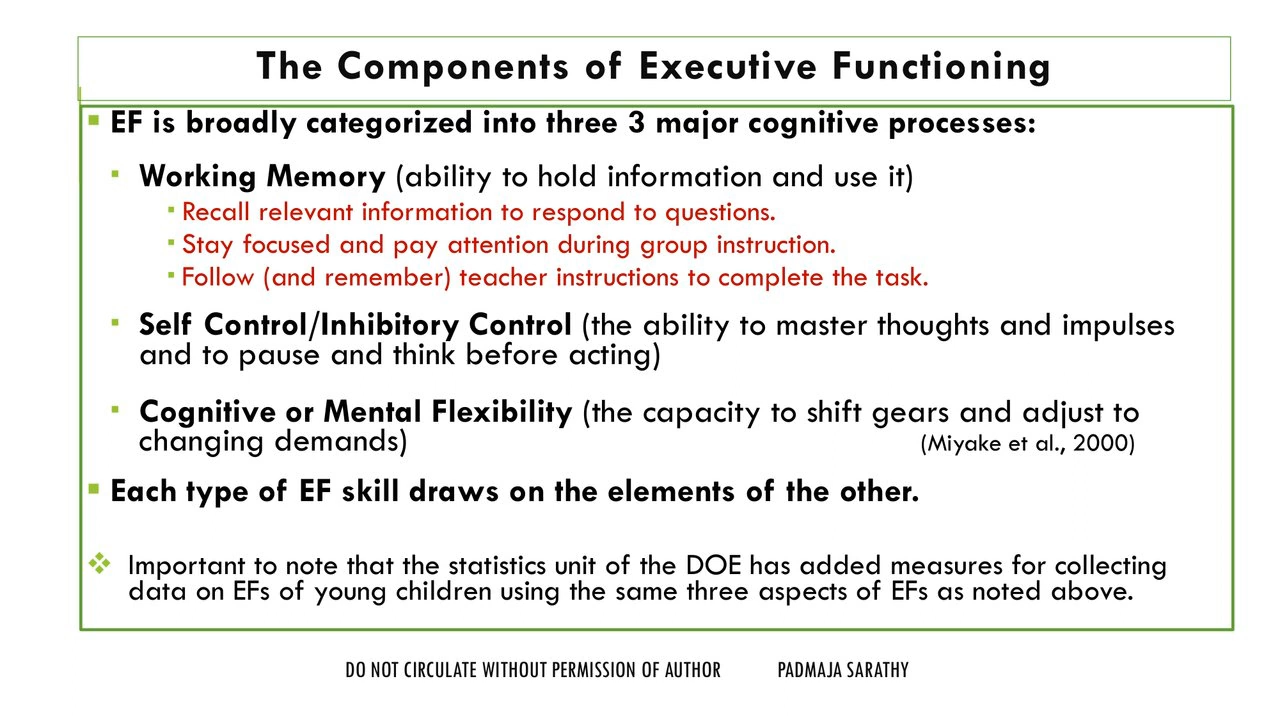 The Components of Executive Functioning
EF is broadly categorized into three 3 major cognitive processes:
Working Memory (ability to hold information and use it)
Recall relevant information to respond to questions.
Stay focused and pay attention during group instruction.
Follow (and remember) teacher instructions to complete the task.
Self Control/Inhibitory Control (the ability to master thoughts and impulses
and to pause and think before acting)
Cognitive or Mental Flexibility (the capacity to shift gears and adjust to
changing demands) (Miyake et al., 2000)
Each type of EF skill draws on the elements of the other.
Important to note that the statistics unit of the DOE has added measures for collecting
data on EFs of young children using the same three aspects of EFs as noted above.
DO NOT CIRCULATE WITHOUT PERMISSION OF AUTHOR PADMAJA SARATHY